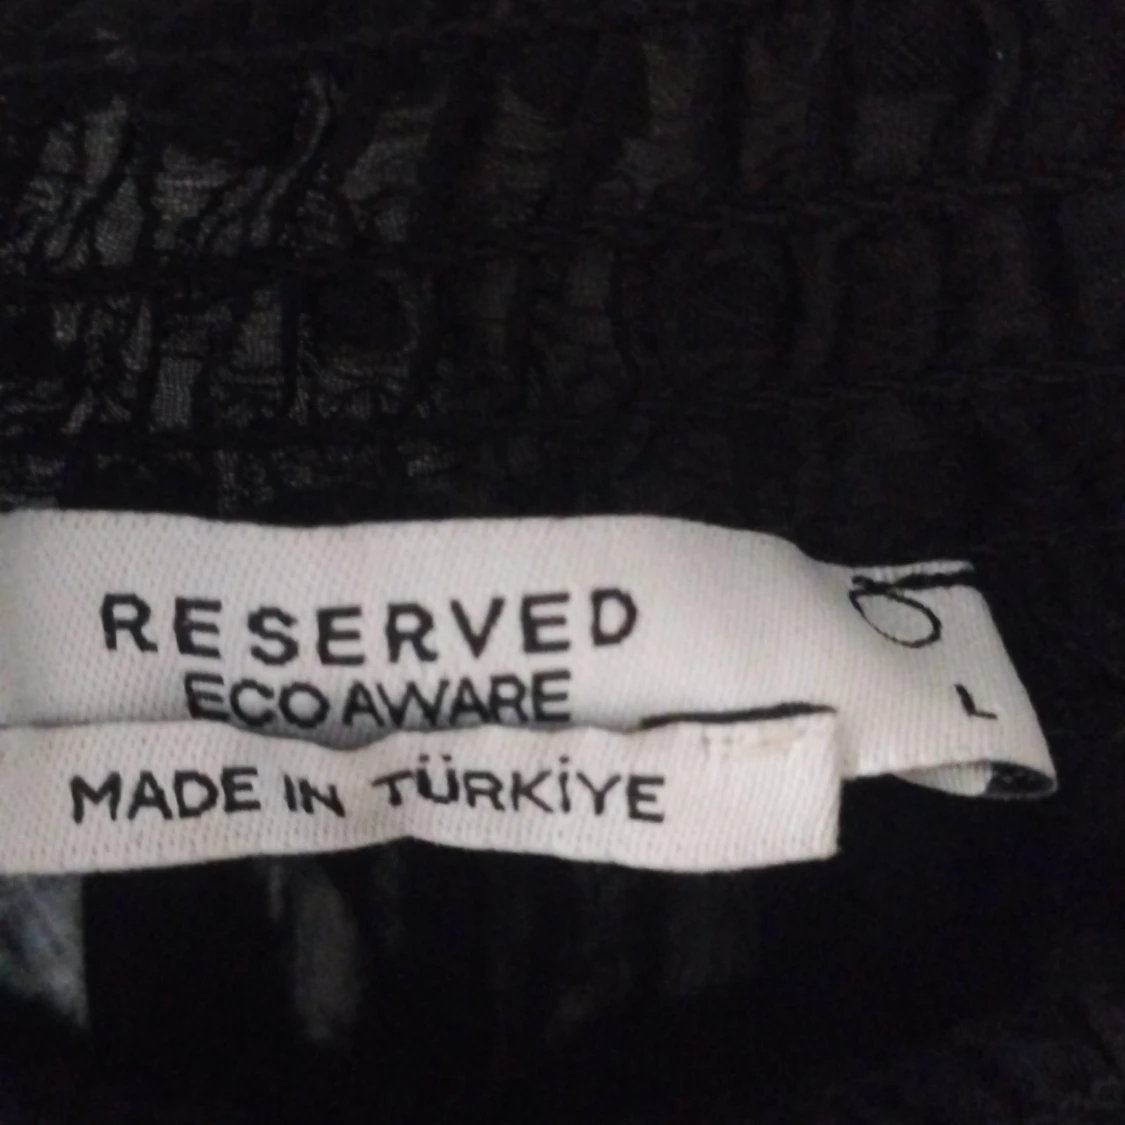 RESERVED
ECO AWARE
L
MADE IN TÜRKİYE